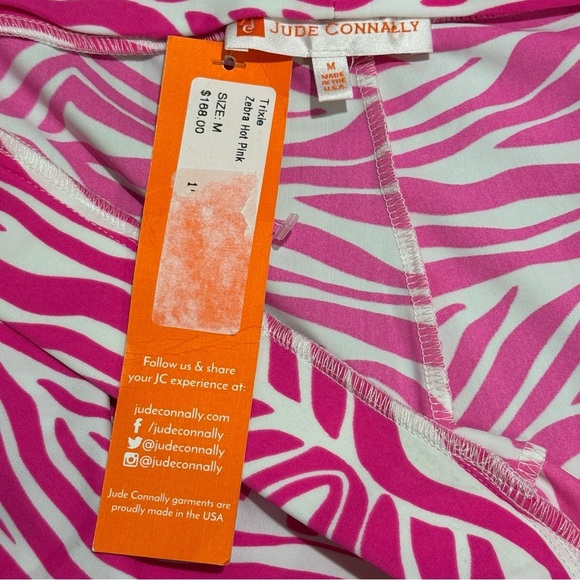 JUDE CONNALLY
M
MADE
IN THE
U.S.A.
Trixie
Zebra Hot Pink
SIZE: M
$168.00
Follow us & share
your JC experience at:
judeconnally.com
f /judeconnally
@judeconnally
@judeconnally
Jude Connally garments are
proudly made in the USA